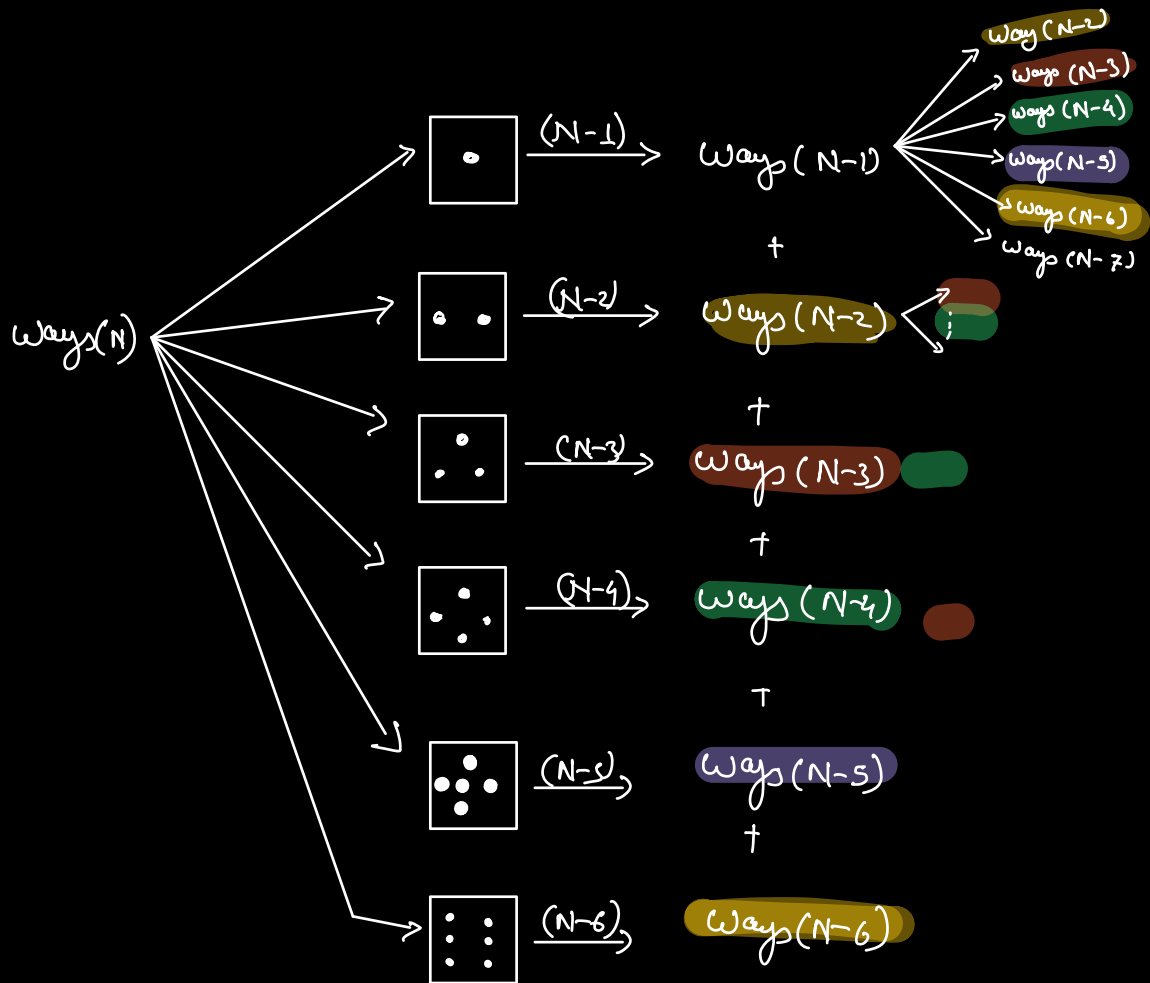 Way(N-2)
Ways(N-3)
Ways(N-4)
Ways(N-5)
Ways(N-6)
Ways(N-7)
(N-1)
Ways(N-1)
+
(N-2)
Ways(N-2)
Ways(N)
+
(N-3)
Ways(N-3)
+
(N-4)
Ways(N-4)
+
(N-5)
Ways(N-5)
+
(N-6)
Ways(N-6)